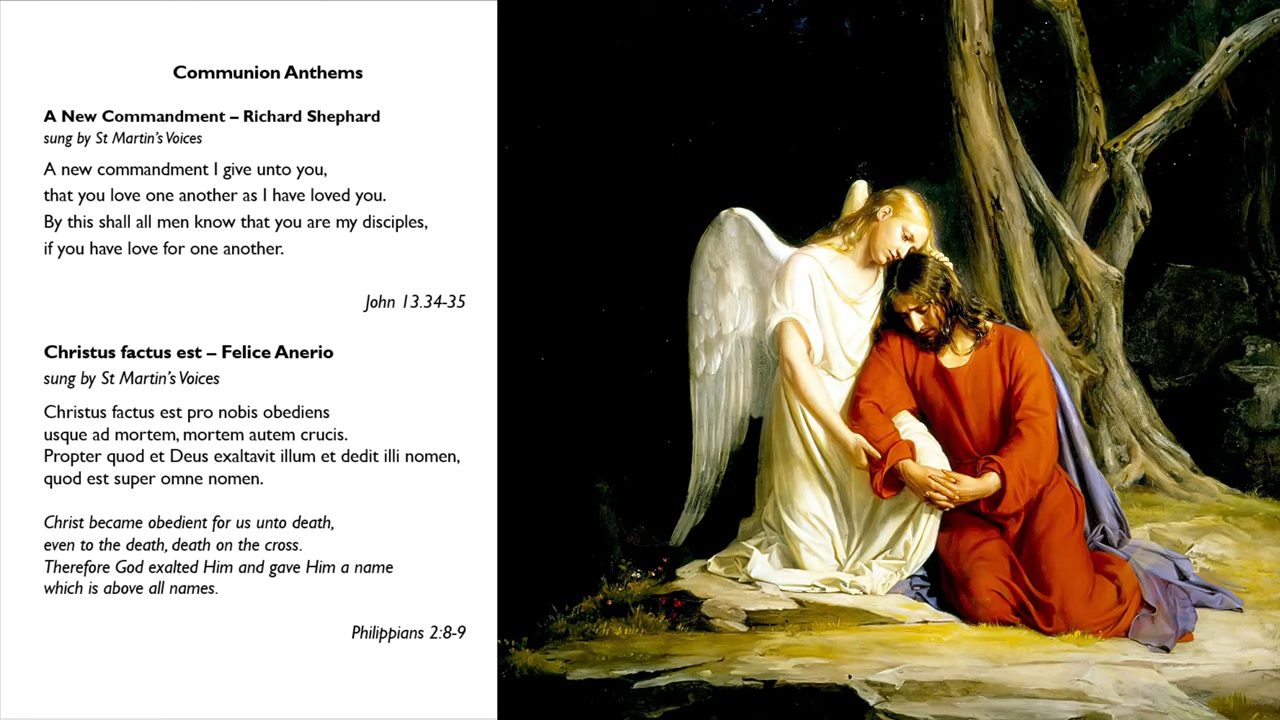 Communion Anthems
A New Commandment – Richard Shephard
sung by St Martin's Voices
A new commandment I give unto you,
that you love one another as I have loved you.
By this shall all men know that you are my disciples,
if you have love for one another.
John 13.34-35
Christus factus est – Felice Anerio
sung by St Martin's Voices
Christus factus est pro nobis obediens
usque ad mortem, mortem autem crucis.
Propter quod et Deus exaltavit illum et dedit illi nomen,
quod est super omne nomen.
Christ became obedient for us unto death,
even to the death, death on the cross.
Therefore God exalted Him and gave Him a name
which is above all names.
Philippians 2:8-9